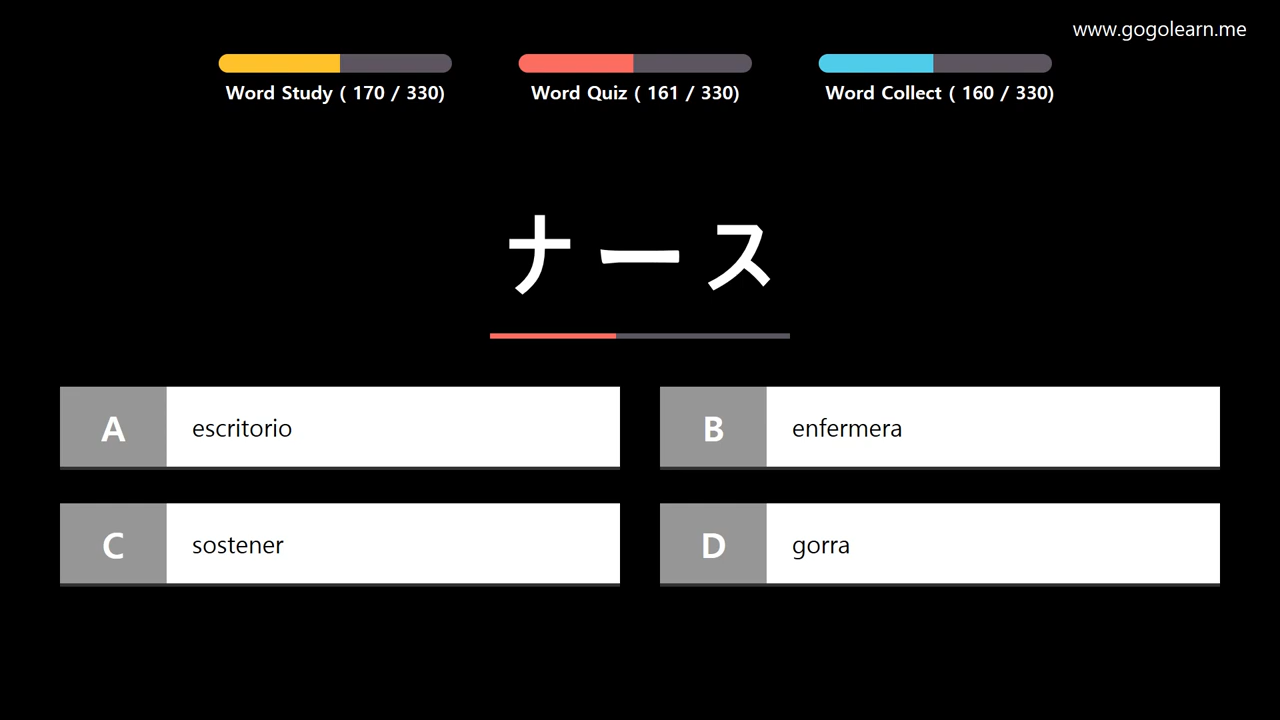 www.gogolearn.me
Word Study ( 170 / 330)
Word Quiz ( 161 / 330)
Word Collect ( 160 / 330)
ナース
A escritorio
B enfermera
C sostener
D gorra